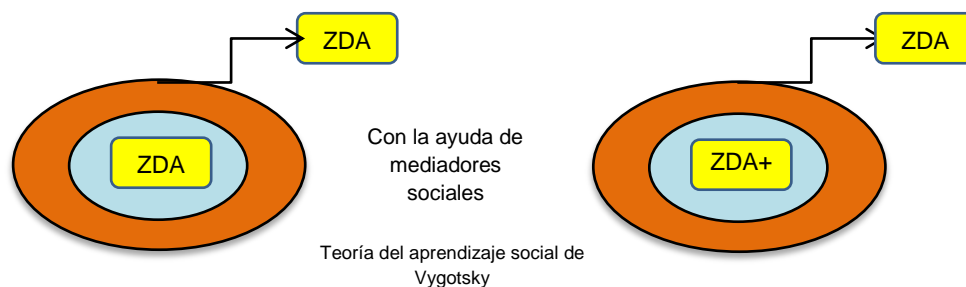 ZDA
ZDA
ZDA
Con la ayuda de
mediadores
sociales
ZDA+
Teoría del aprendizaje social de
Vygotsky